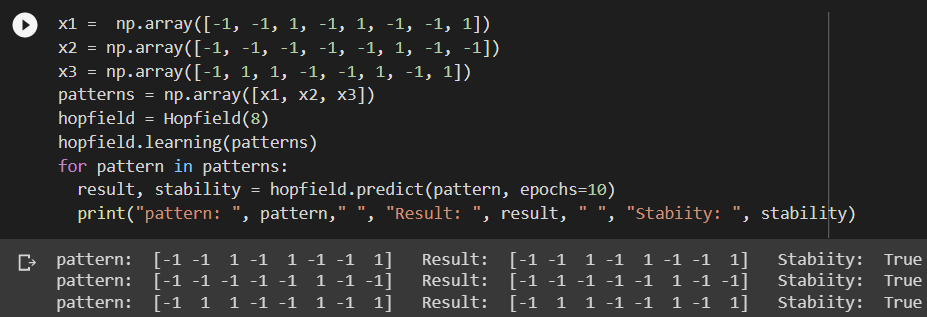 x1 =  np.array([-1, -1, 1, -1, 1, -1, -1, 1])
x2 = np.array([-1, -1, -1, -1, -1, 1, -1, -1])
x3 = np.array([-1, 1, 1, -1, -1, 1, -1, 1])
patterns = np.array([x1, x2, x3])
hopfield = Hopfield(8)
hopfield.learning(patterns)
for pattern in patterns:
  result, stability = hopfield.predict(pattern, epochs=10)
  print("pattern: ", pattern," ", "Result: ", result, " ", "Stabiity: ", stability)
pattern:  [-1 -1  1 -1  1 -1 -1  1]   Result:  [-1 -1  1 -1  1 -1 -1  1]   Stabiity:  True
pattern:  [-1 -1 -1 -1 -1  1 -1 -1]   Result:  [-1 -1 -1 -1 -1  1 -1 -1]   Stabiity:  True
pattern:  [-1  1  1 -1 -1  1 -1  1]   Result:  [-1  1  1 -1 -1  1 -1  1]   Stabiity:  True